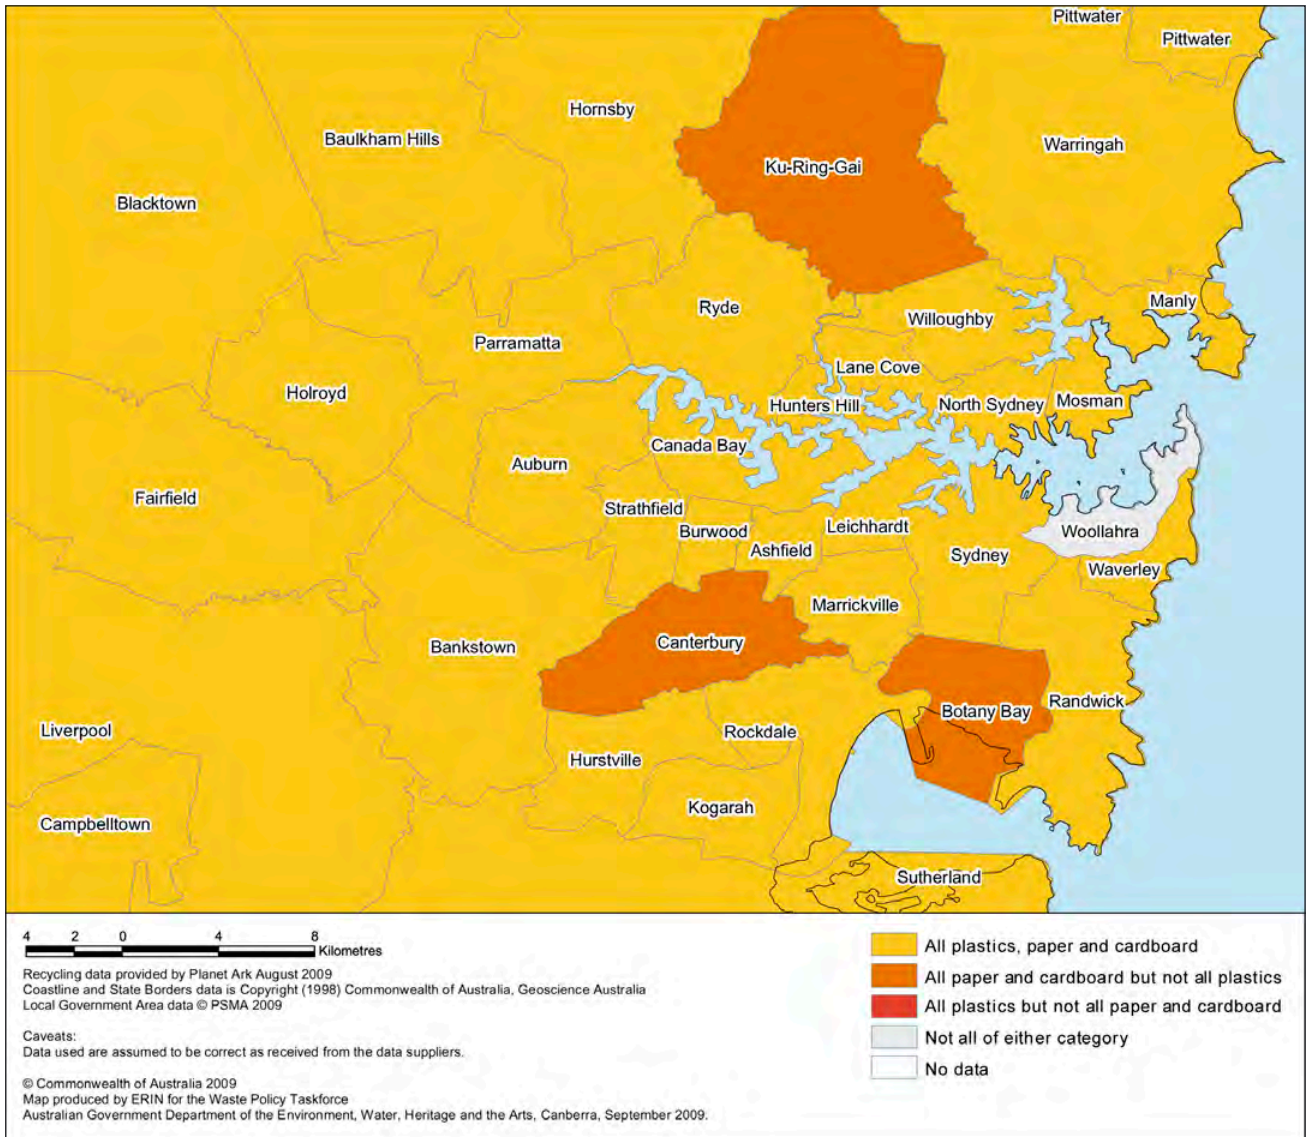 Pittwater
Pittwater
Hornsby
Baulkham Hills
Warringah
Ku-Ring-Gai
Blacktown
Manly
Ryde
Willoughby
Parramatta
Lane Cove
Holroyd
Hunters Hill
North Sydney
Mosman
Canada Bay
Auburn
Fairfield
Strathfield
Burwood
Leichhardt
Woollahra
Ashfield
Sydney
Waverley
Marrickville
Canterbury
Bankstown
Randwick
Botany Bay
Liverpool
Rockdale
Hurstville
Kogarah
Campbelltown
Sutherland
4 2 0 4 8
Kilometres
Recycling data provided by Planet Ark August 2009
Coastline and State Borders data is Copyright (1998) Commonwealth of Australia, Geoscience Australia
Local Government Area data © PSMA 2009
Caveats:
Data used are assumed to be correct as received from the data suppliers.
© Commonwealth of Australia 2009
Map produced by ERIN for the Waste Policy Taskforce
Australian Government Department of the Environment, Water, Heritage and the Arts, Canberra, September 2009.
All plastics, paper and cardboard
All paper and cardboard but not all plastics
All plastics but not all paper and cardboard
Not all of either category
No data